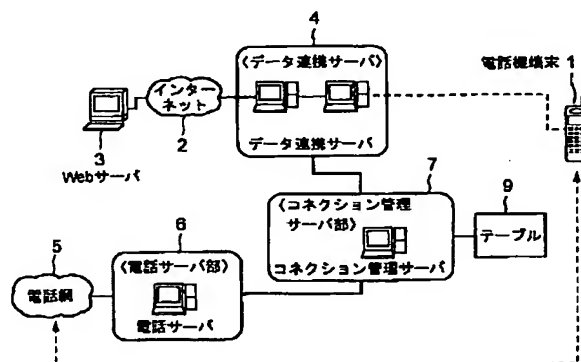 4
〈データ連携サーバ〉
データ連携サーバ
インター
ネット
2
3
Webサーバ
電話機端末 1
7
〈コネクション管理
サーバ部〉
コネクション管理サーバ
9
テーブル
6
〈電話サーバ部〉
電話サーバ
5
電話網